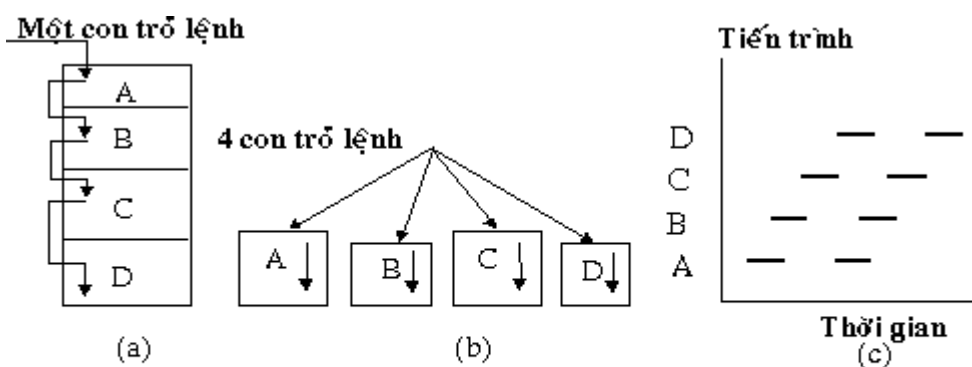 Một con trỏ lệnh
A
B
C
D
(a)
4 con trỏ lệnh
A
B
C
D
(b)
Tiến trình
D
C
B
A
Thời gian
(c)